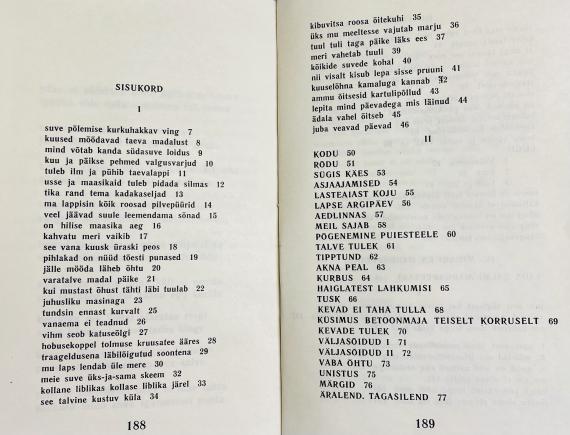 SISUKORD
I
suve põlemise kurkuhakkav ving 7
kuused möödavad taeva madalust 8
mind võtab kanda südasuve loidus 9
kuu ja päikse pehmed valgusvarjud 10
tuleb ilm ja pühib taevalappi 11
usse ja maasikaid tuleb pidada silmas 12
tika rand tema kadakaseljad 13
ma lappisin kõik roosad pilvepüürid 14
veel jäävad suule leemendama sõnad 15
on hilise maasika aeg 16
kahvatu meri vaikib 17
see vana kuusk üraski peos 18
pihlakad on nüüd tõesti punased 19
jälle mööda läheb õhtu 20
varatalve madal päike 21
kui mustast õhust tähti läbi tuulab 22
juhusliku masinaga 23
tundsin ennast kurvalt 25
vanaema ei teadnud 26
vihm seob katuseõlgi 27
hobusekoppel tolmuse kruusatee ääres 28
traageldusena läbilõigutud soontena 29
mu laps lendab üle mere 30
meie suve üks-ja-sama skeem 32
kollane liblikas kollase liblika järel 33
see talvine kustuv küla 34
188
kibuvitsa roosa õitekuhi 35
üks mu meeltesse vajutab marju 36
tuul tuli taga päike läks ees 37
meri vahetab tuuli 39
kõikide suvede kohal 40
nii visalt kisub lepa sisse pruuni 41
kuuselõhna kamaluga kannab 42
ammu õitsesid kartulipõllud 43
lepita mind päevadega mis läinud 44
ädala vahel õitseb 45
juba veavad päevad 46
II
KODU 50
RÕDU 51
SÜGIS KÄES 53
ASJAAJAMISED 54
LASTEAIAST KOJU 55
LAPSE ARGIPÄEV 56
AEDLINNAS 57
MEIL SAJAB 58
PÕGENEMINE PUIESTEELE 60
TALVE TULEK 61
TIPPTUND 62
AKNA PEAL 63
KURBUS 64
HAIGLATEST LAHKUMISI 65
TUSK 66
KEVAD EI TAHA TULLA 68
KÜSIMUS BETOONMAJA TEISELT KORRUSELT 69
KEVADE TULEK 70
VÄLJASÕIDUD I 71
VÄLJASÕIDUD II 72
VABA ÕHTU 73
UNISTUS 75
MÄRGID 76
ÄRALEND. TAGASILEND 77
189